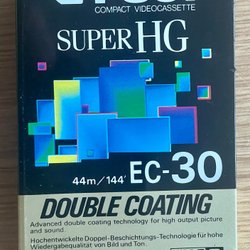 COMPACT VIDEOCASSETTE
SUPER HG
44m/144' EC-30
DOUBLE COATING
Advanced double coating technology for high output picture
and sound.
Hochentwickelte Doppel-Beschichtungs-Technologie für hohe
Wiedergabequalität von Bild und Ton.